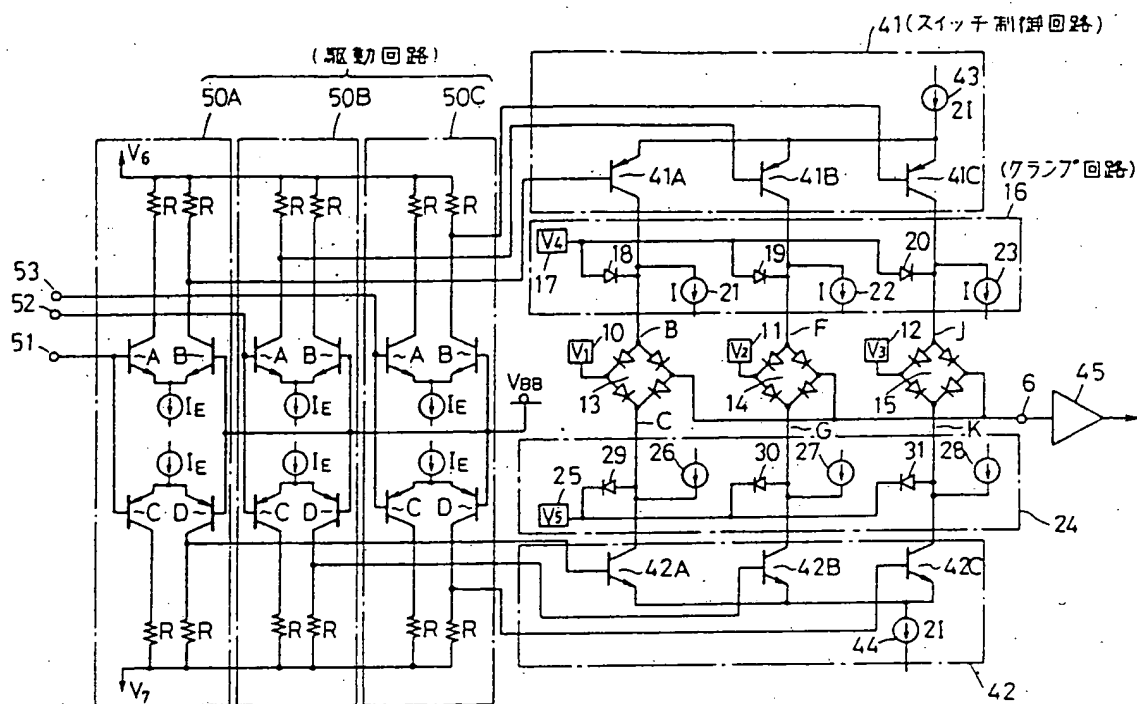 41(スイッチ制御回路)
(駆動回路)
50A 50B 50C
43
2I
V6
R R R R R R
41A 41B 41C
(クランプ回路)
16
V4
17
18 19 20 23
I 21 I 22 I
53
52
51
A B A B A B
IE IE IE
VBB
10 B 11 F 12 J
V1 V2 V3
13 14 15
6 45
C G K
IE IE IE
C D C D C D
25 29 26 30 27 31 28
V5
24
42A 42B 42C
R R R R R R
44 2I
V7
42